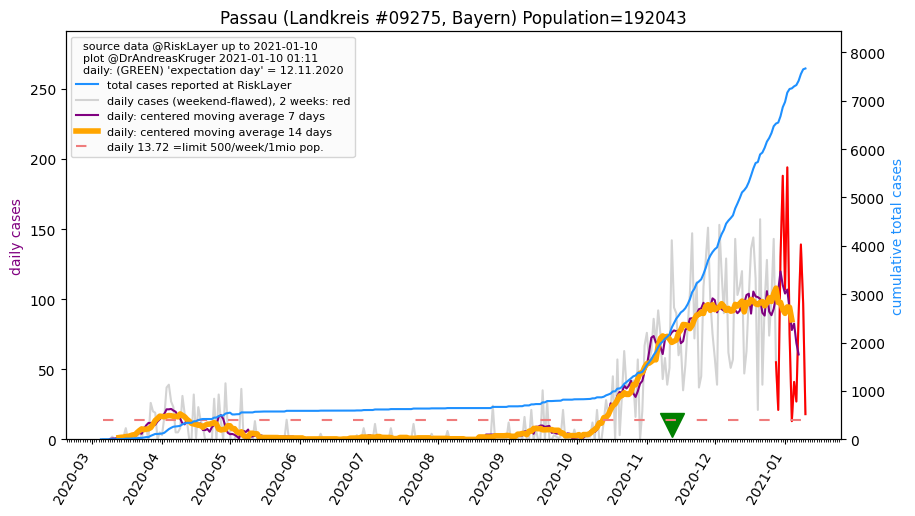 Passau (Landkreis #09275, Bayern) Population=192043
source data @RiskLayer up to 2021-01-10
plot @DrAndreasKruger 2021-01-10 01:11
daily: (GREEN) 'expectation day' = 12.11.2020
total cases reported at RiskLayer
daily cases (weekend-flawed), 2 weeks: red
daily: centered moving average 7 days
daily: centered moving average 14 days
daily 13.72 =limit 500/week/1mio pop.
daily cases
250
200
150
100
50
0
cumulative total cases
8000
7000
6000
5000
4000
3000
2000
1000
0
2020-03
2020-04
2020-05
2020-06
2020-07
2020-08
2020-09
2020-10
2020-11
2020-12
2021-01